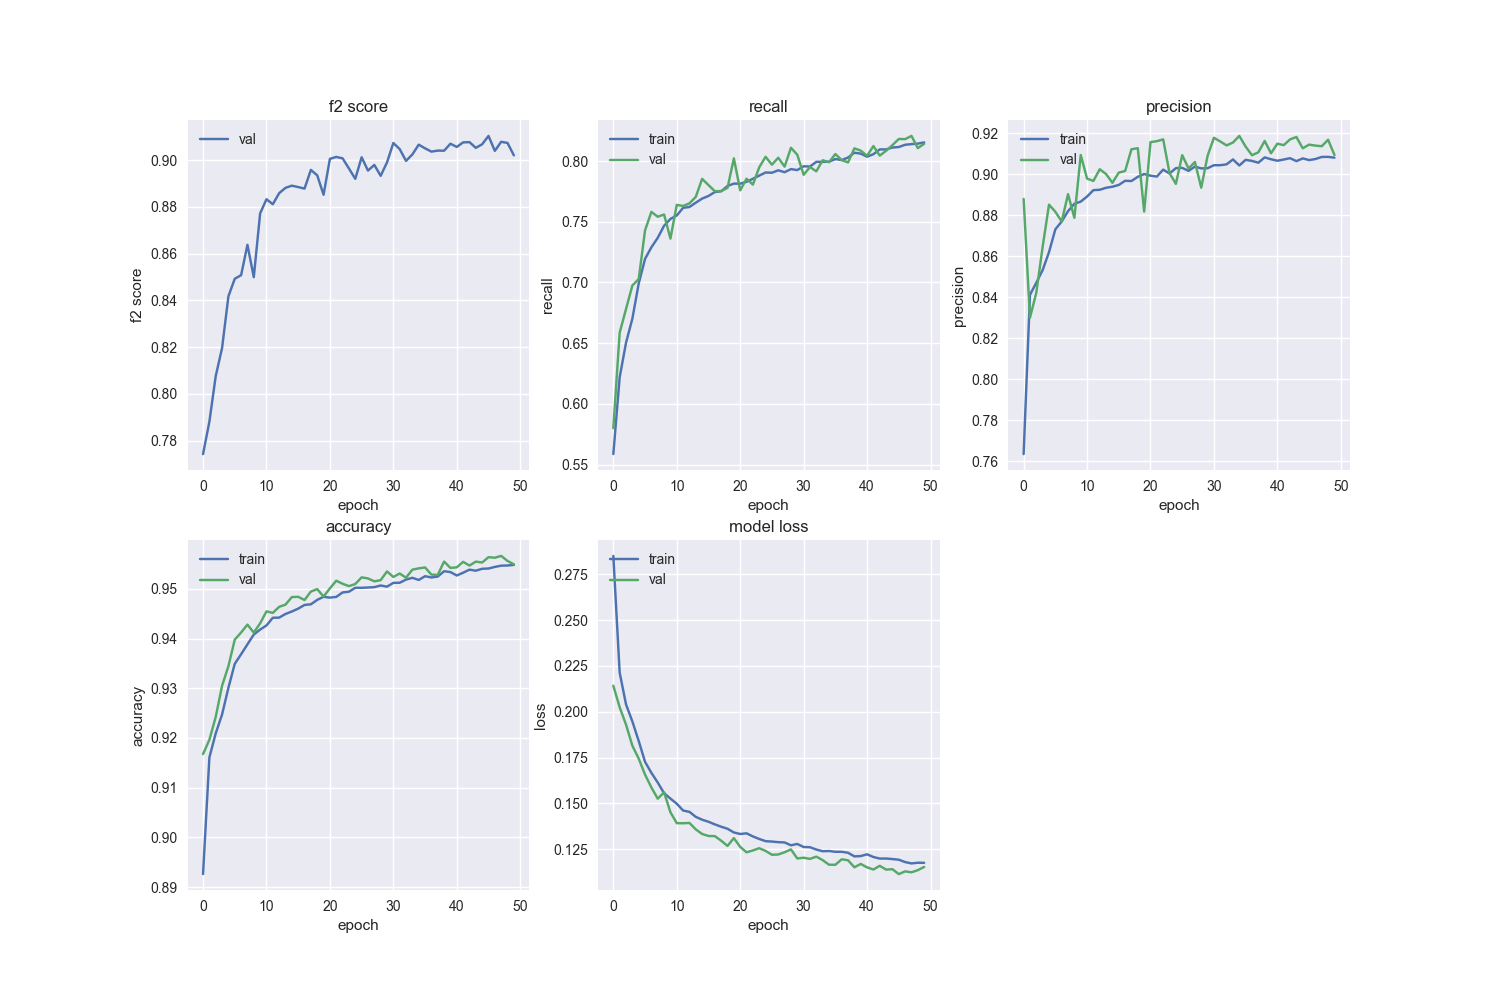 f2 score
val
0.90
0.88
0.86
0.84
0.82
0.80
0.78
f2 score
0 10 20 30 40 50
epoch
recall
train
val
0.80
0.75
0.70
0.65
0.60
0.55
recall
0 10 20 30 40 50
epoch
precision
train
val
0.92
0.90
0.88
0.86
0.84
0.82
0.80
0.78
0.76
precision
0 10 20 30 40 50
epoch
accuracy
train
val
0.95
0.94
0.93
0.92
0.91
0.90
0.89
accuracy
0 10 20 30 40 50
epoch
model loss
train
val
0.275
0.250
0.225
0.200
0.175
0.150
0.125
loss
0 10 20 30 40 50
epoch